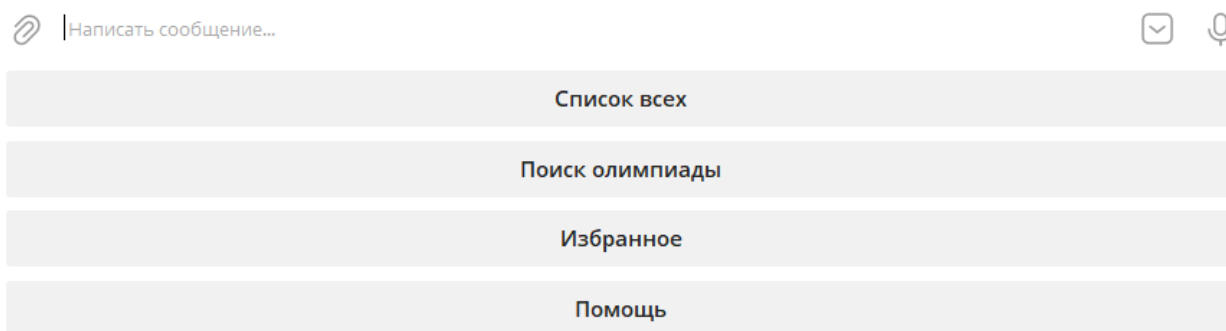 Написать сообщение...
Список всех
Поиск олимпиады
Избранное
Помощь